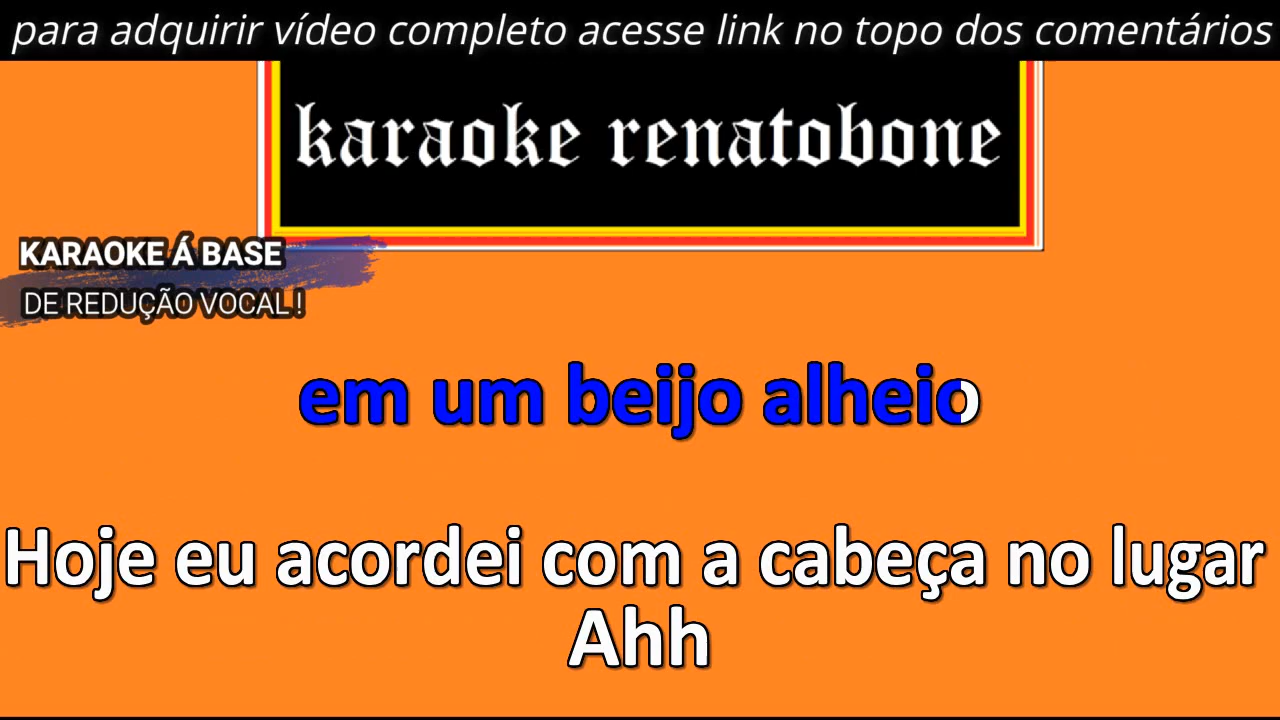 para adquirir vídeo completo acesse link no topo dos comentários
karaoke renatobone
KARAOKE Á BASE
DE REDUÇÃO VOCAL !
em um beijo alheio
Hoje eu acordei com a cabeça no lugar
Ahh